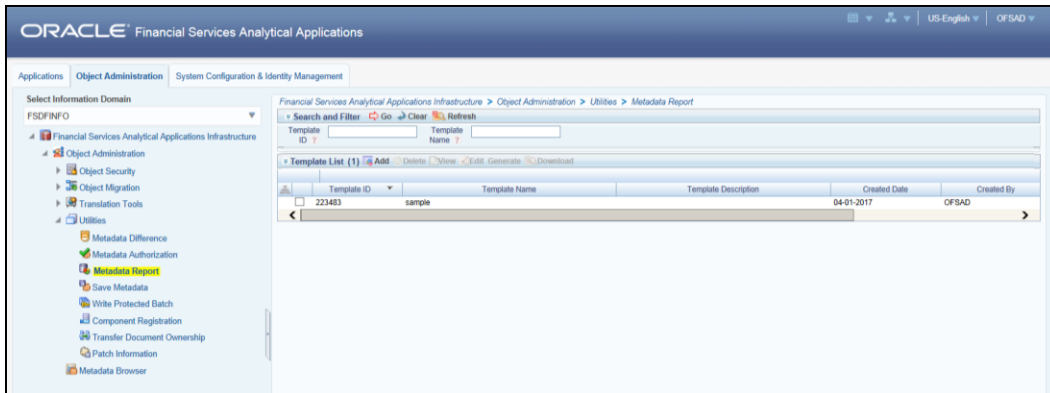 ORACLE Financial Services Analytical Applications
US-English OFSAD
Applications Object Administration System Configuration & Identity Management
Select Information Domain
FSDFINFO
Financial Services Analytical Applications Infrastructure
Object Administration
Object Security
Object Migration
Translation Tools
Utilities
Metadata Difference
Metadata Authorization
Metadata Report
Save Metadata
Write Protected Batch
Component Registration
Transfer Document Ownership
Patch Information
Metadata Browser
Financial Services Analytical Applications Infrastructure > Object Administration > Utilities > Metadata Report
Search and Filter Go Clear Refresh
Template ID ? Template Name ?
Template List (1) Add Delete View Edit Generate Download
Template ID Template Name Template Description Created Date Created By
223483 sample 04-01-2017 OFSAD